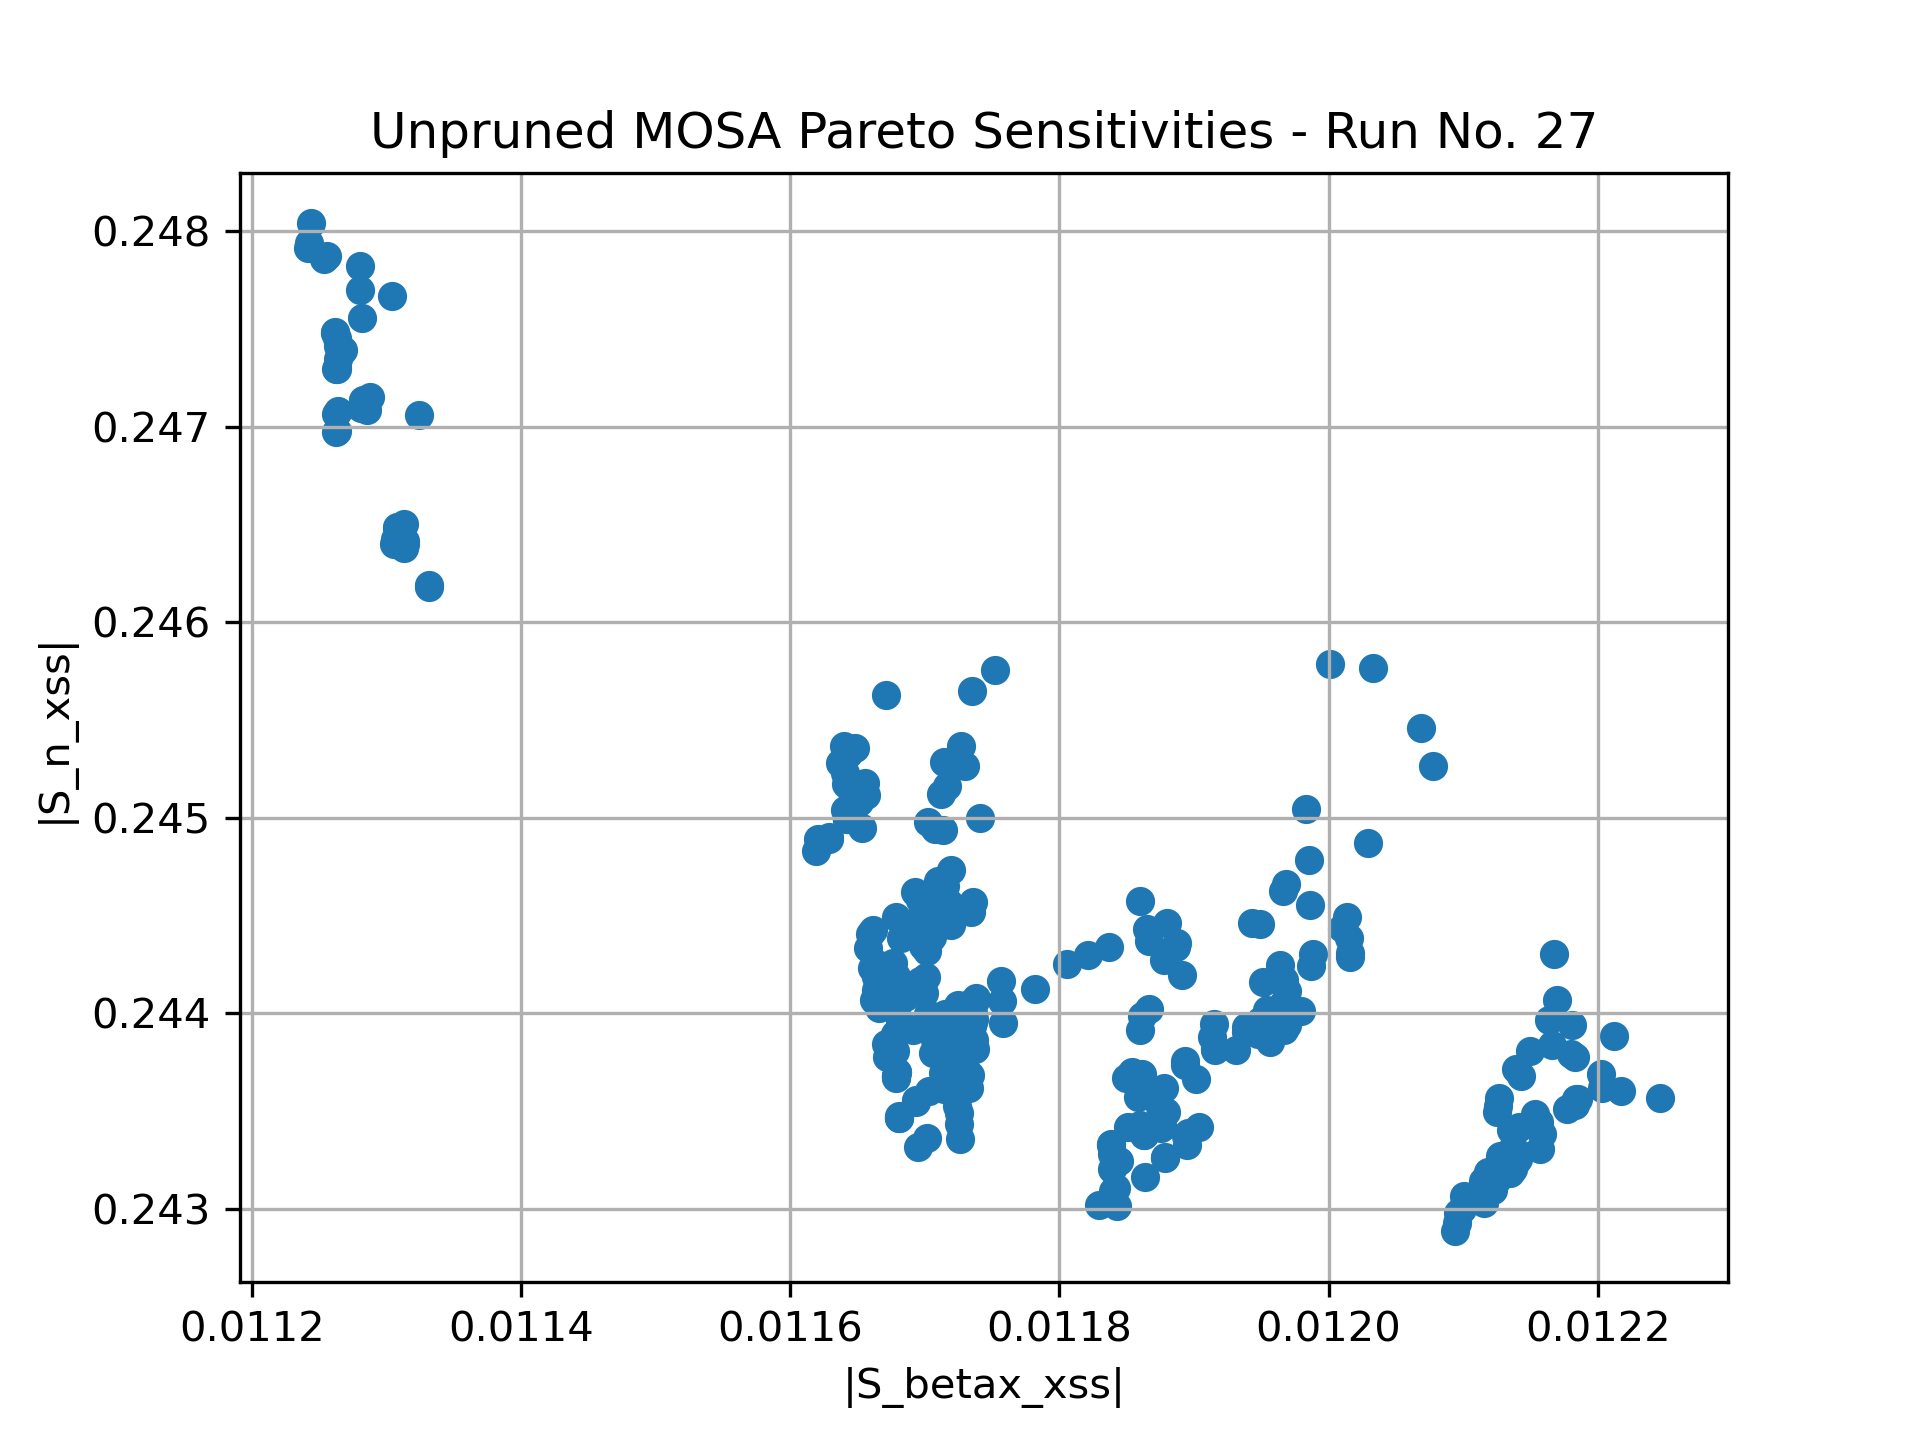 Unpruned MOSA Pareto Sensitivities - Run No. 27
|S_n_xss|
0.248
0.247
0.246
0.245
0.244
0.243
0.0112 0.0114 0.0116 0.0118 0.0120 0.0122
|S_betax_xss|